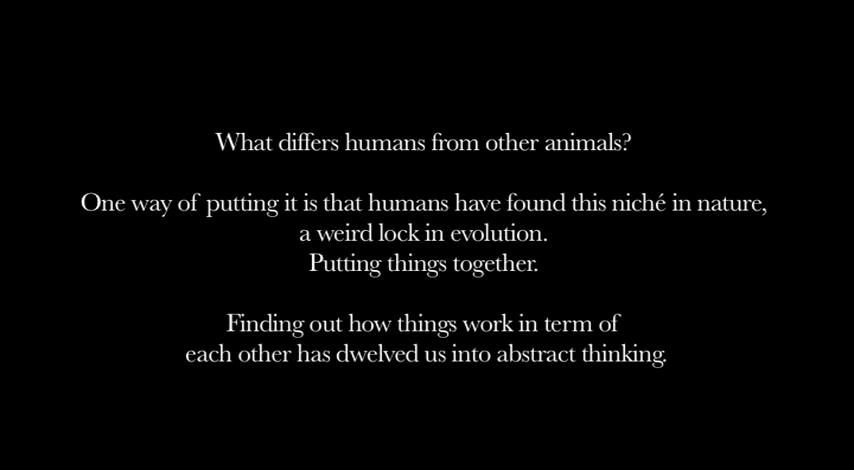 What differs humans from other animals?
One way of putting it is that humans have found this niché in nature,
a weird lock in evolution.
Putting things together.
Finding out how things work in term of
each other has dwelved us into abstract thinking.